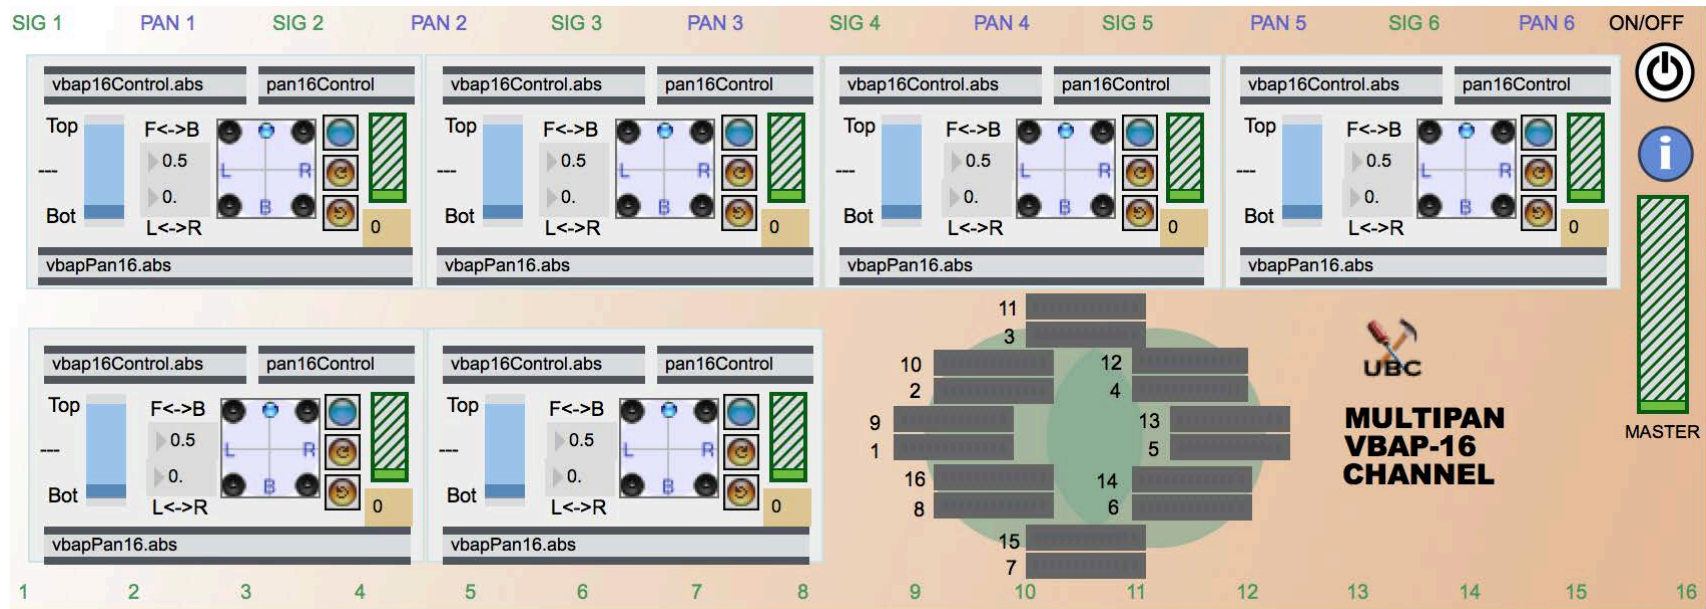 SIG 1 PAN 1 SIG 2 PAN 2 SIG 3 PAN 3 SIG 4 PAN 4 SIG 5 PAN 5 SIG 6 PAN 6 ON/OFF
vbap16Control.abs pan16Control vbap16Control.abs pan16Control vbap16Control.abs pan16Control vbap16Control.abs pan16Control
Top F<->B Top F<->B Top F<->B Top F<->B
--- 0.5 L R --- 0.5 L R --- 0.5 L R --- 0.5 L R i
0. 0. 0. 0.
Bot B Bot B Bot B Bot B
L<->R 0 L<->R 0 L<->R 0 L<->R 0
vbapPan16.abs vbapPan16.abs vbapPan16.abs vbapPan16.abs
11
3
vbap16Control.abs pan16Control vbap16Control.abs pan16Control 10 12 UBC
2 4
Top F<->B Top F<->B
9 13 MULTIPAN
--- 0.5 L R --- 0.5 L R 1 5 VBAP-16
MASTER
0. 0. 16 14 CHANNEL
Bot B Bot B
L<->R 0 L<->R 0 8 6
vbapPan16.abs vbapPan16.abs 15
7
1 2 3 4 5 6 7 8 9 10 11 12 13 14 15 16